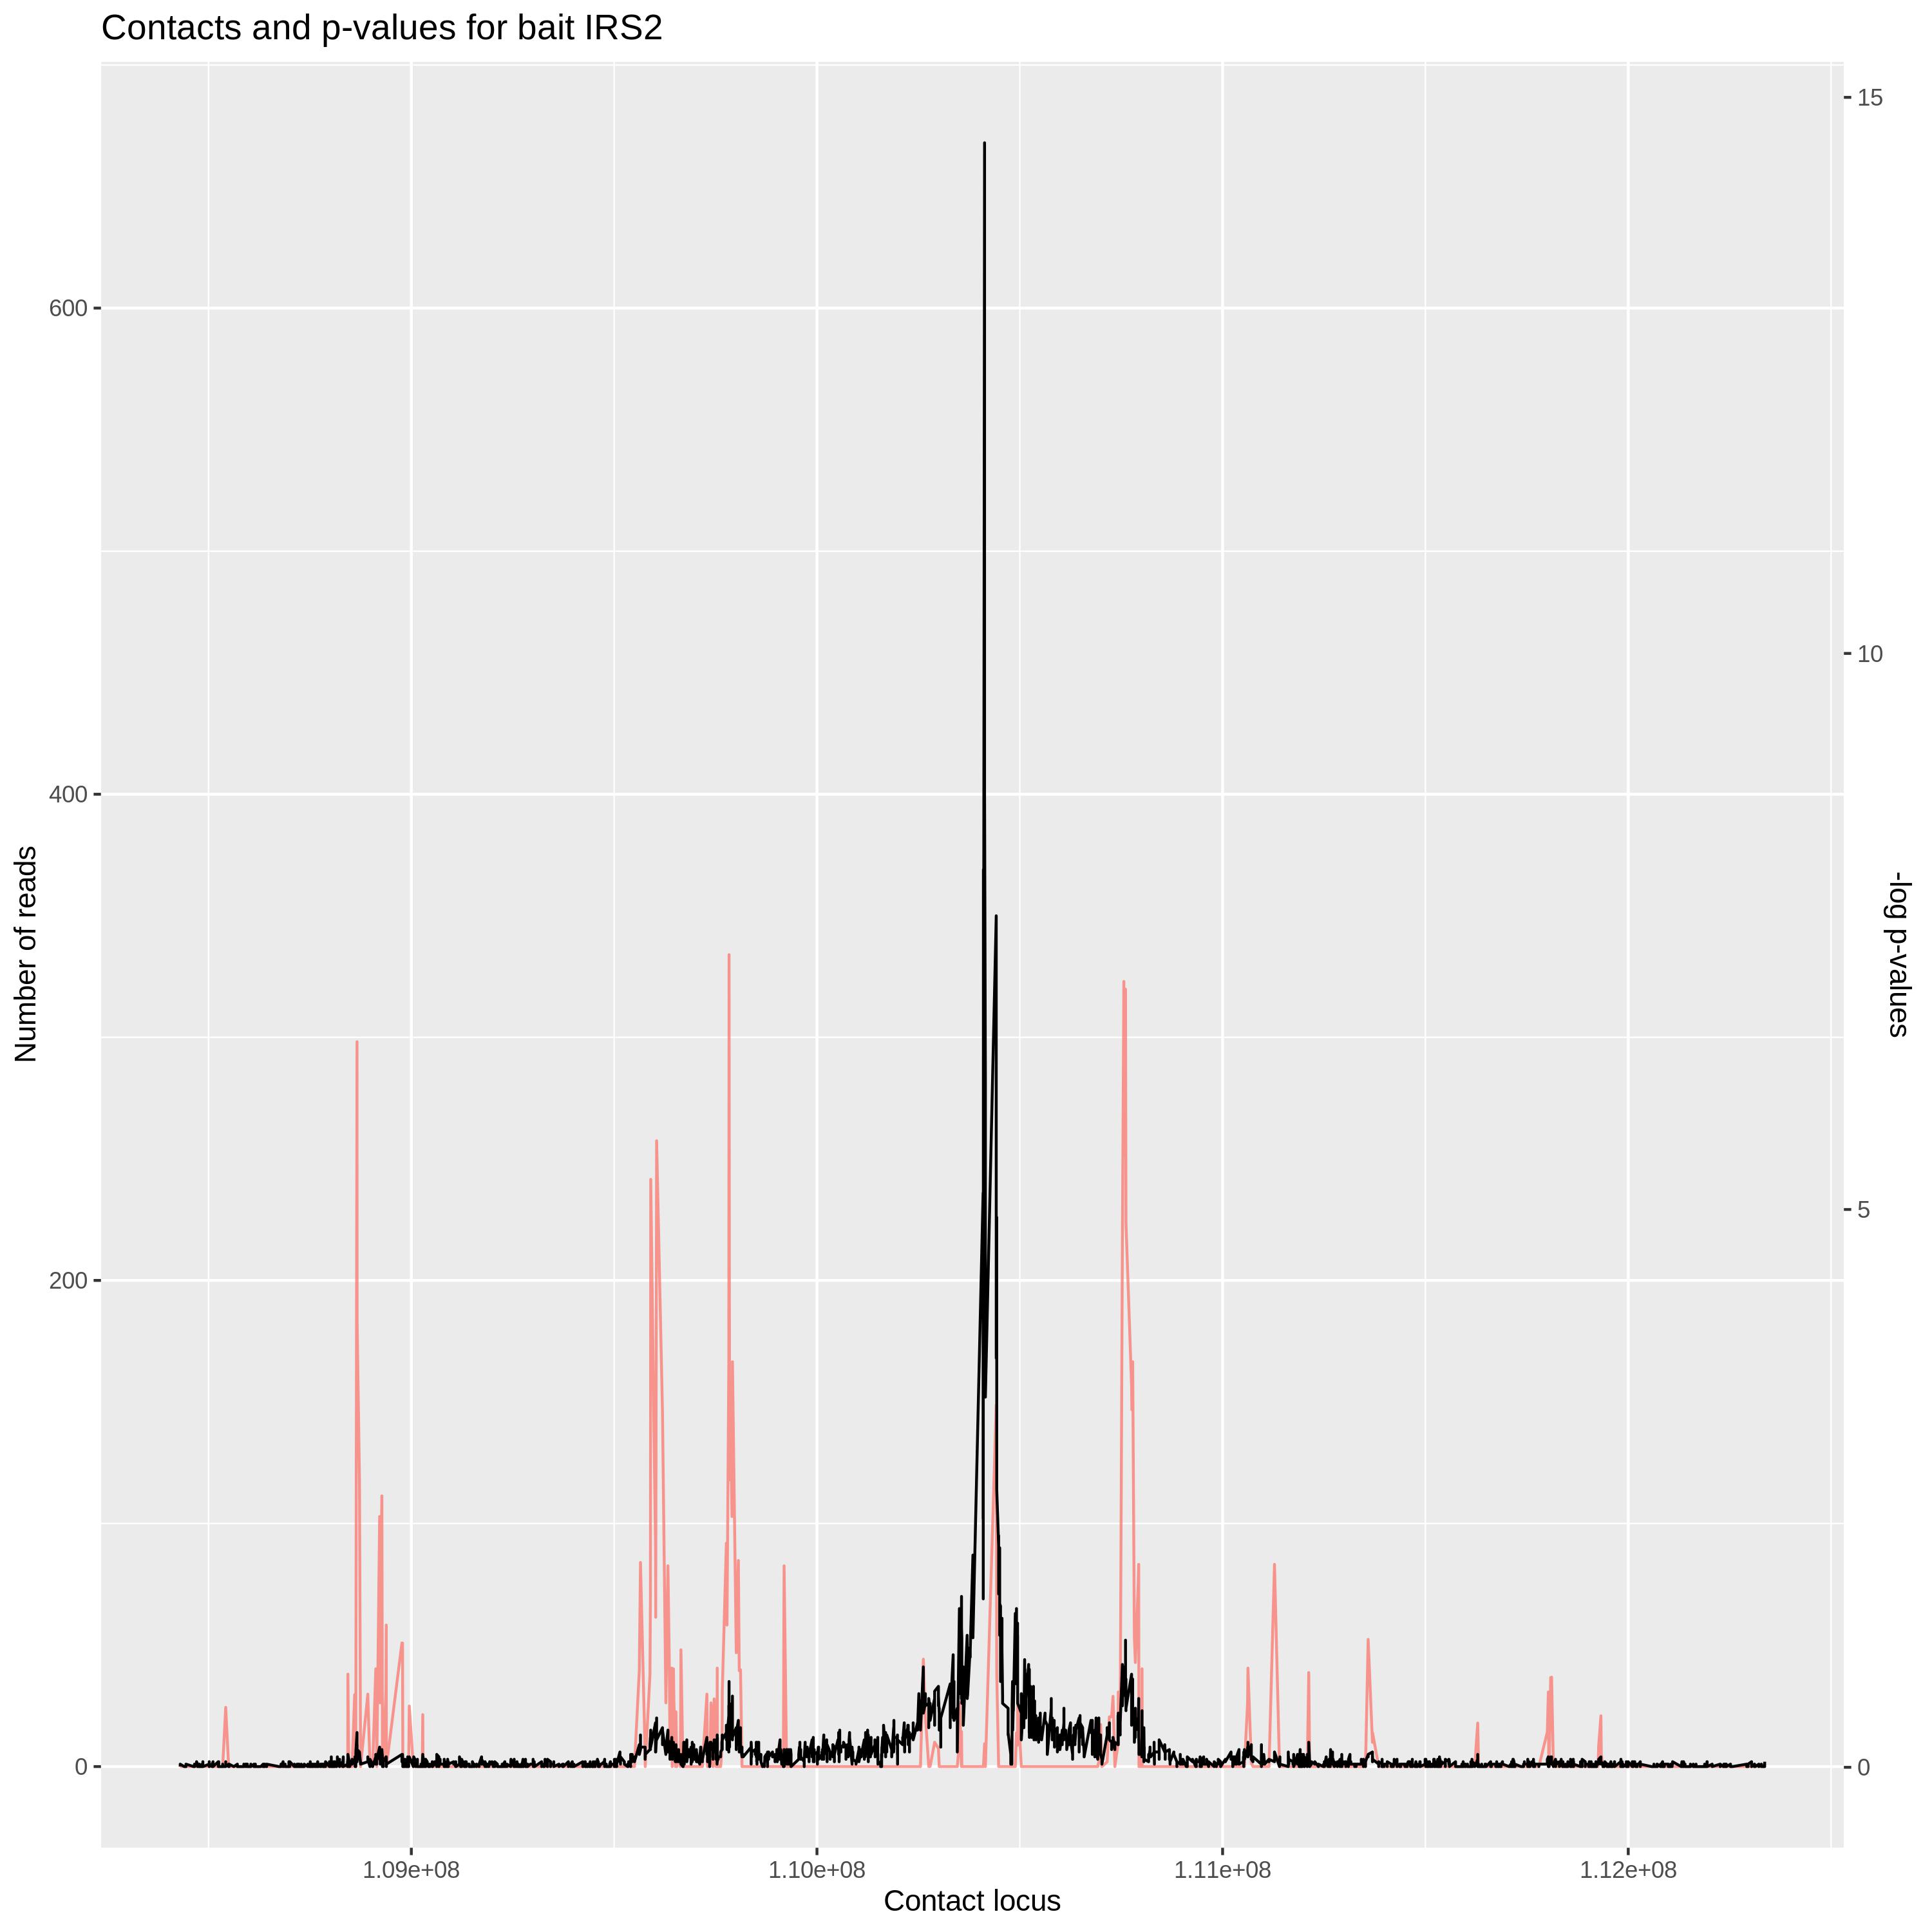 Contacts and p-values for bait IRS2
15
600
10
400
Number of reads
-log p-values
5
200
0
0
1.09e+08
1.10e+08
1.11e+08
1.12e+08
Contact locus